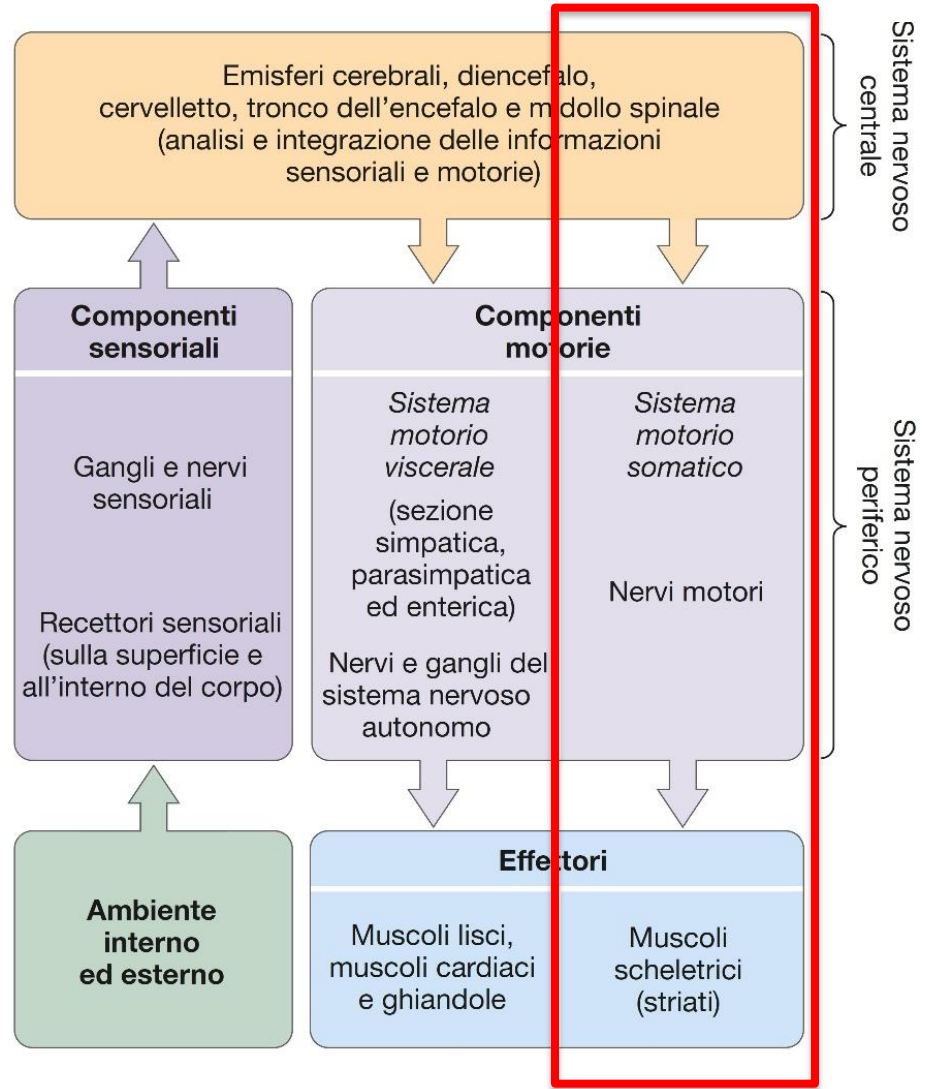 Emisferi cerebrali, diencefalo,
cervelletto, tronco dell'encefalo e midollo spinale
(analisi e integrazione delle informazioni
sensoriali e motorie)
Sistema nervoso
centrale
Componenti
sensoriali
Gangli e nervi
sensoriali
Recettori sensoriali
(sulla superficie e
all'interno del corpo)
Componenti
motorie
Sistema
motorio
viscerale
(sezione
simpatica,
parasimpatica
ed enterica)
Nervi e gangli del
sistema nervoso
autonomo
Sistema
motorio
somatico
Nervi motori
Sistema nervoso
periferico
Ambiente
interno
ed esterno
Effettori
Muscoli lisci,
muscoli cardiaci
e ghiandole
Muscoli
scheletrici
(striati)